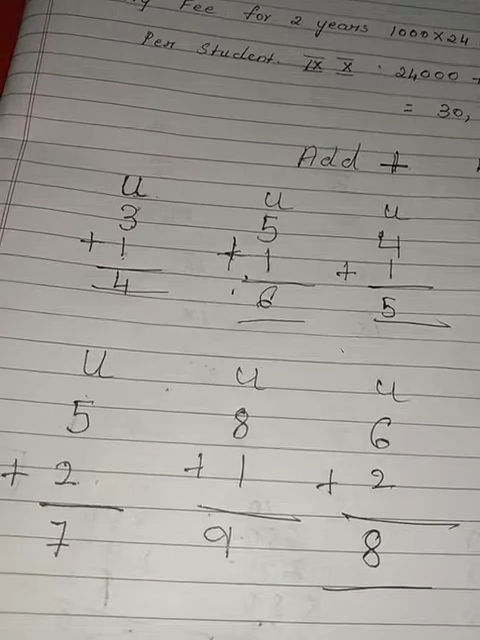 Fee for 2 years 1000×24
Per Student. IX X : 24000
= 30,
Add +
U U U
3 5 4
+ 1 + 1 + 1
4 6 5
U U U
5 8 6
+ 2 + 1 + 2
7 9 8